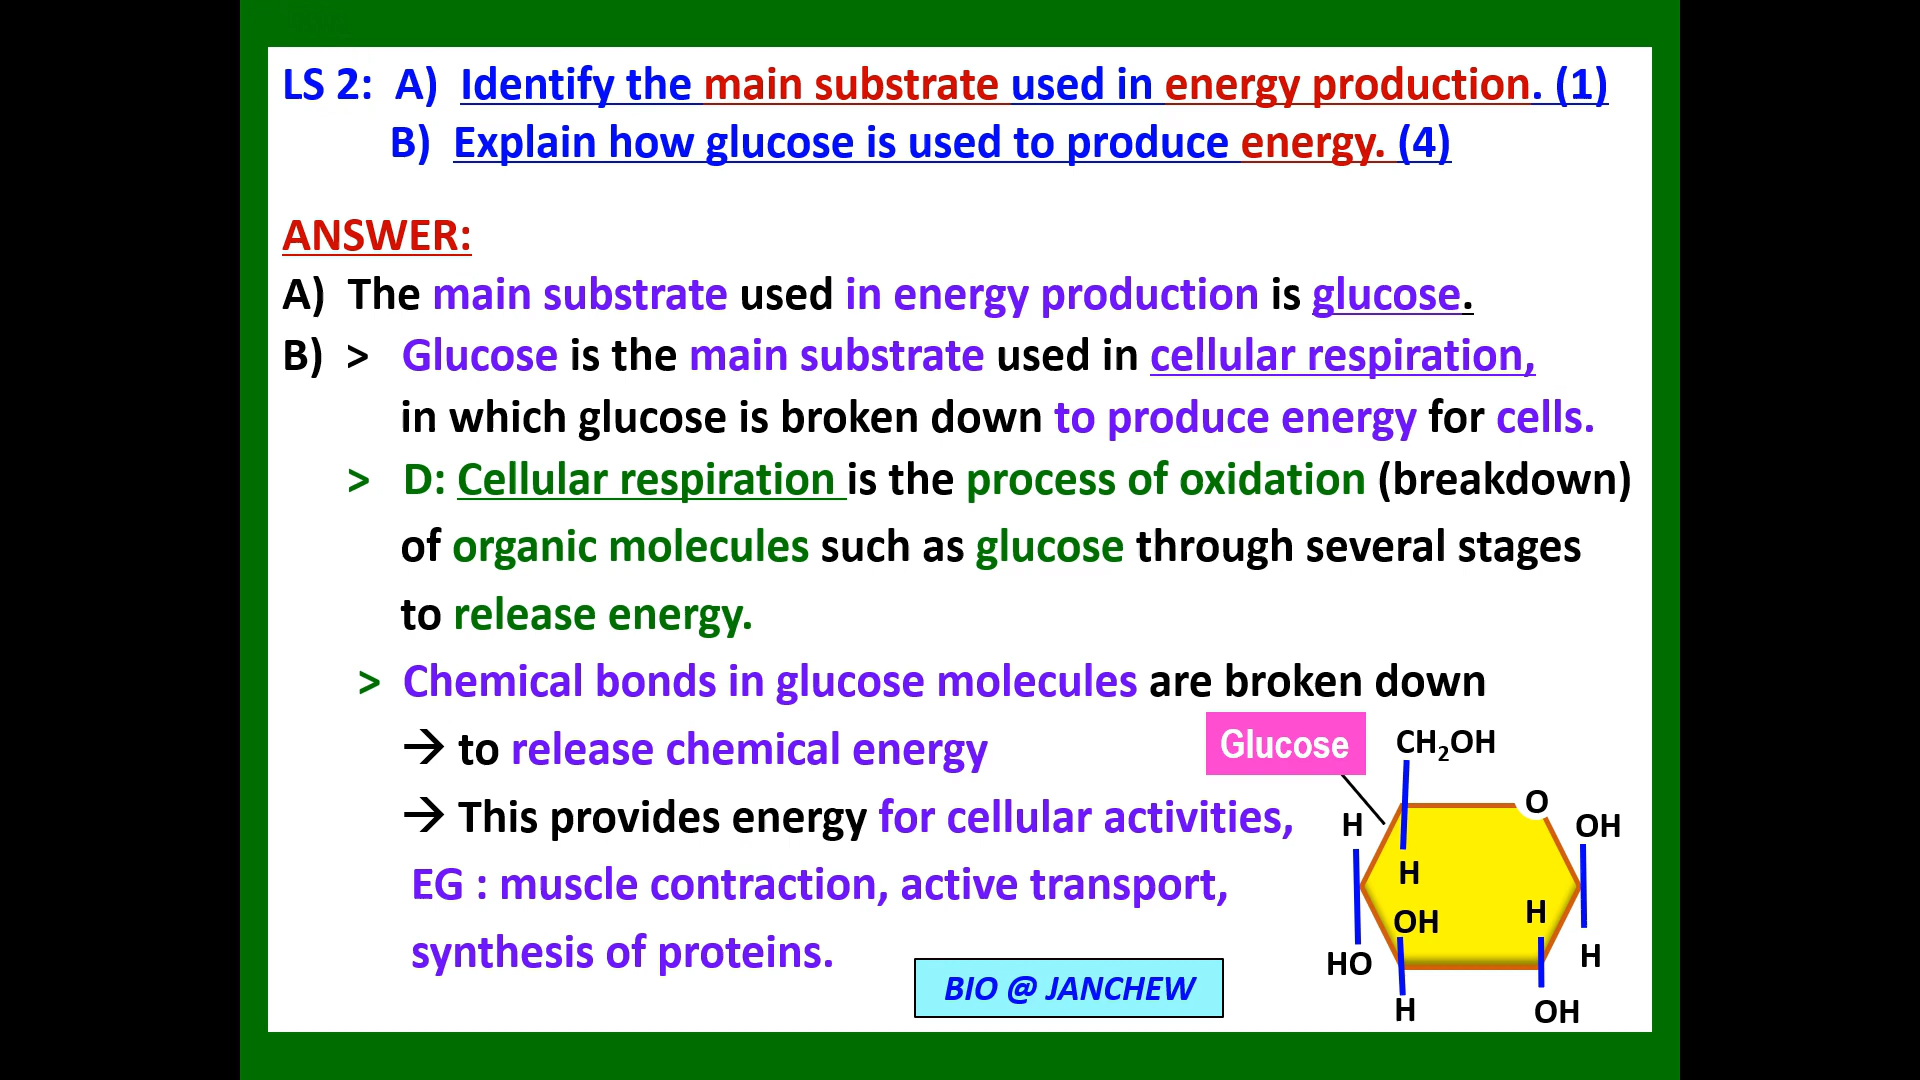 LS 2: A) Identify the main substrate used in energy production. (1)
B) Explain how glucose is used to produce energy. (4)
ANSWER:
A) The main substrate used in energy production is glucose.
B) > Glucose is the main substrate used in cellular respiration,
in which glucose is broken down to produce energy for cells.
> D: Cellular respiration is the process of oxidation (breakdown)
of organic molecules such as glucose through several stages
to release energy.
> Chemical bonds in glucose molecules are broken down
→ to release chemical energy
→ This provides energy for cellular activities,
EG : muscle contraction, active transport,
synthesis of proteins.
BIO @ JANCHEW
Glucose
CH₂OH
O
H
OH
H
OH
H
HO
H
H
OH